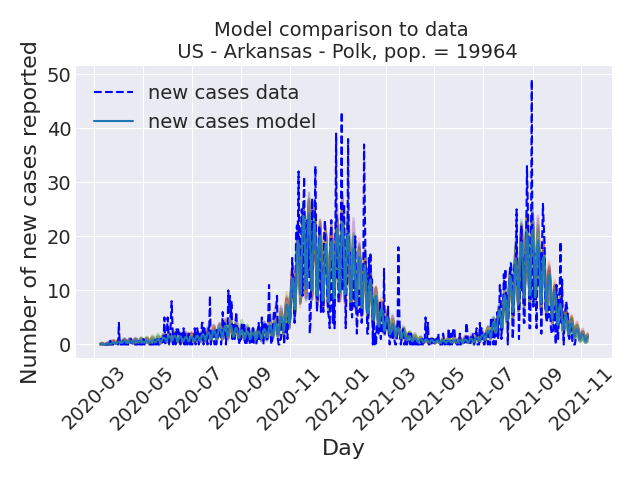 Model comparison to data
US - Arkansas - Polk, pop. = 19964
Number of new cases reported
50
40
30
20
10
0
new cases data
new cases model
2020-03
2020-05
2020-07
2020-09
2020-11
2021-01
2021-03
2021-05
2021-07
2021-09
2021-11
Day